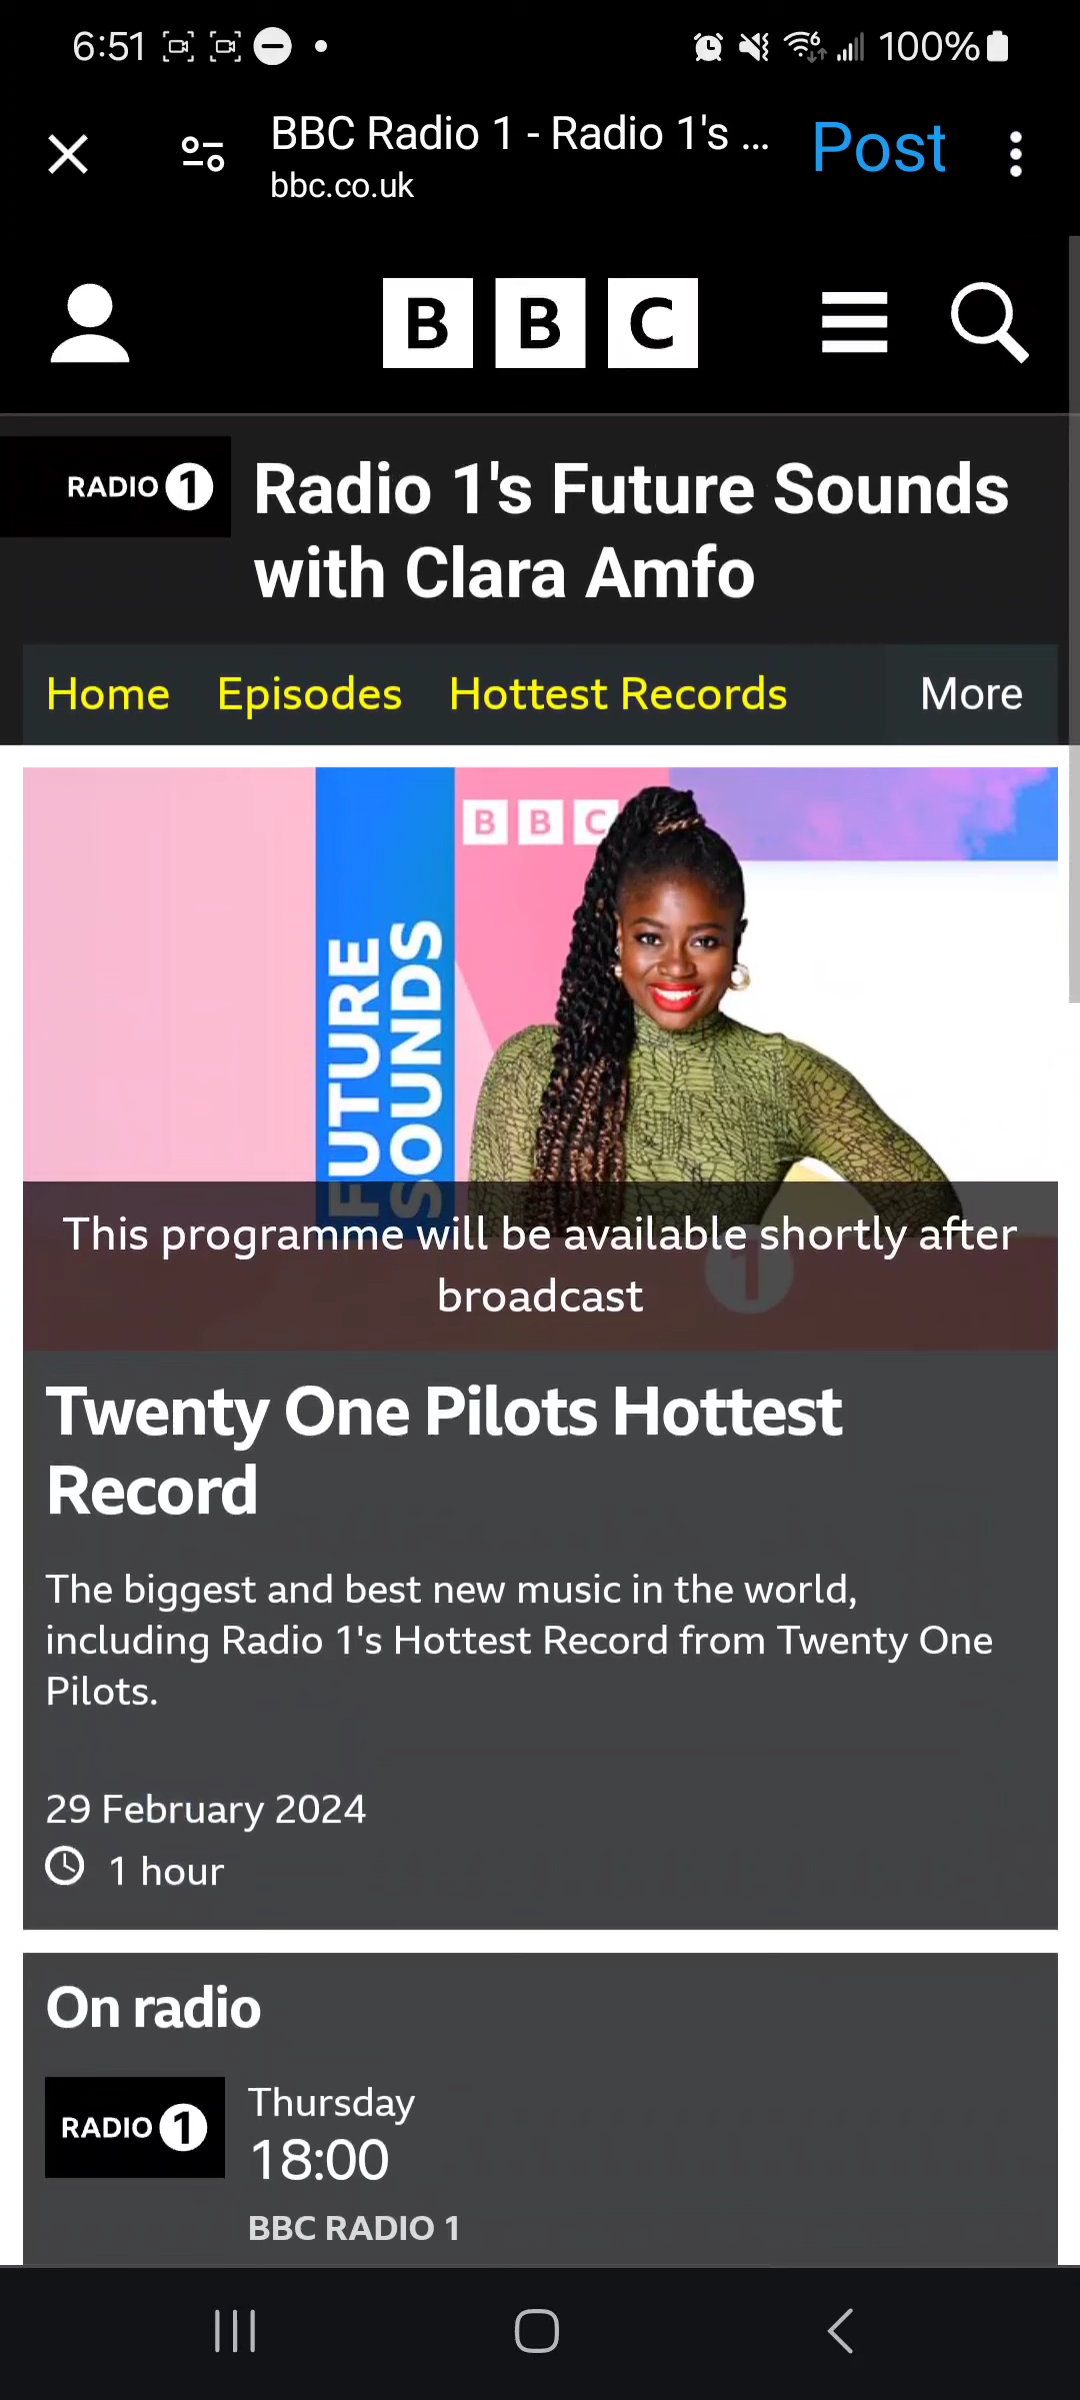 6:51
100%
BBC Radio 1 - Radio 1's ...
bbc.co.uk
Post
BBC
RADIO 1
Radio 1's Future Sounds
with Clara Amfo
Home Episodes Hottest Records More
BBC
FUTURE
SOUNDS
1
This programme will be available shortly after
broadcast
Twenty One Pilots Hottest
Record
The biggest and best new music in the world,
including Radio 1's Hottest Record from Twenty One
Pilots.
29 February 2024
1 hour
On radio
RADIO 1
Thursday
18:00
BBC RADIO 1